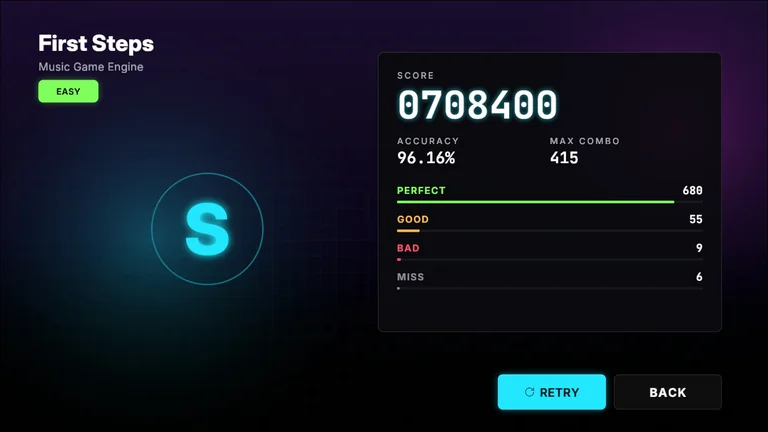 First Steps
Music Game Engine
EASY
S
SCORE
0708400
ACCURACY
96.16%
MAX COMBO
415
PERFECT 680
GOOD 55
BAD 9
MISS 6
RETRY
BACK